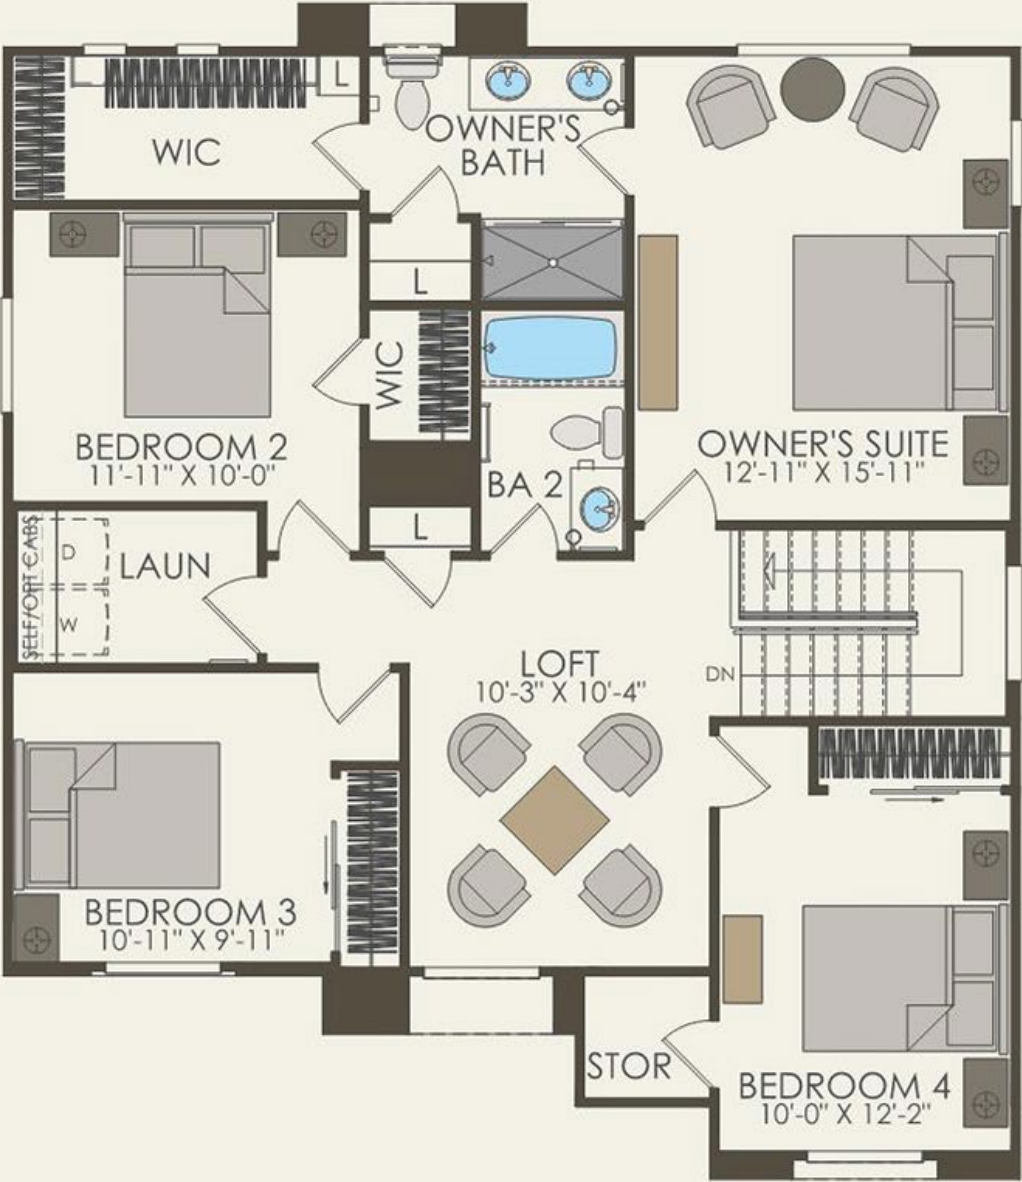 L
WIC
OWNER'S
BATH
L
WIC
BEDROOM 2
11'-11" X 10'-0"
OWNER'S SUITE
12'-11" X 15'-11"
BA 2
L
SELF/OPT CABS
D
W
LAUN
LOFT
10'-3" X 10'-4"
DN
BEDROOM 3
10'-11" X 9'-11"
STOR
BEDROOM 4
10'-0" X 12'-2"